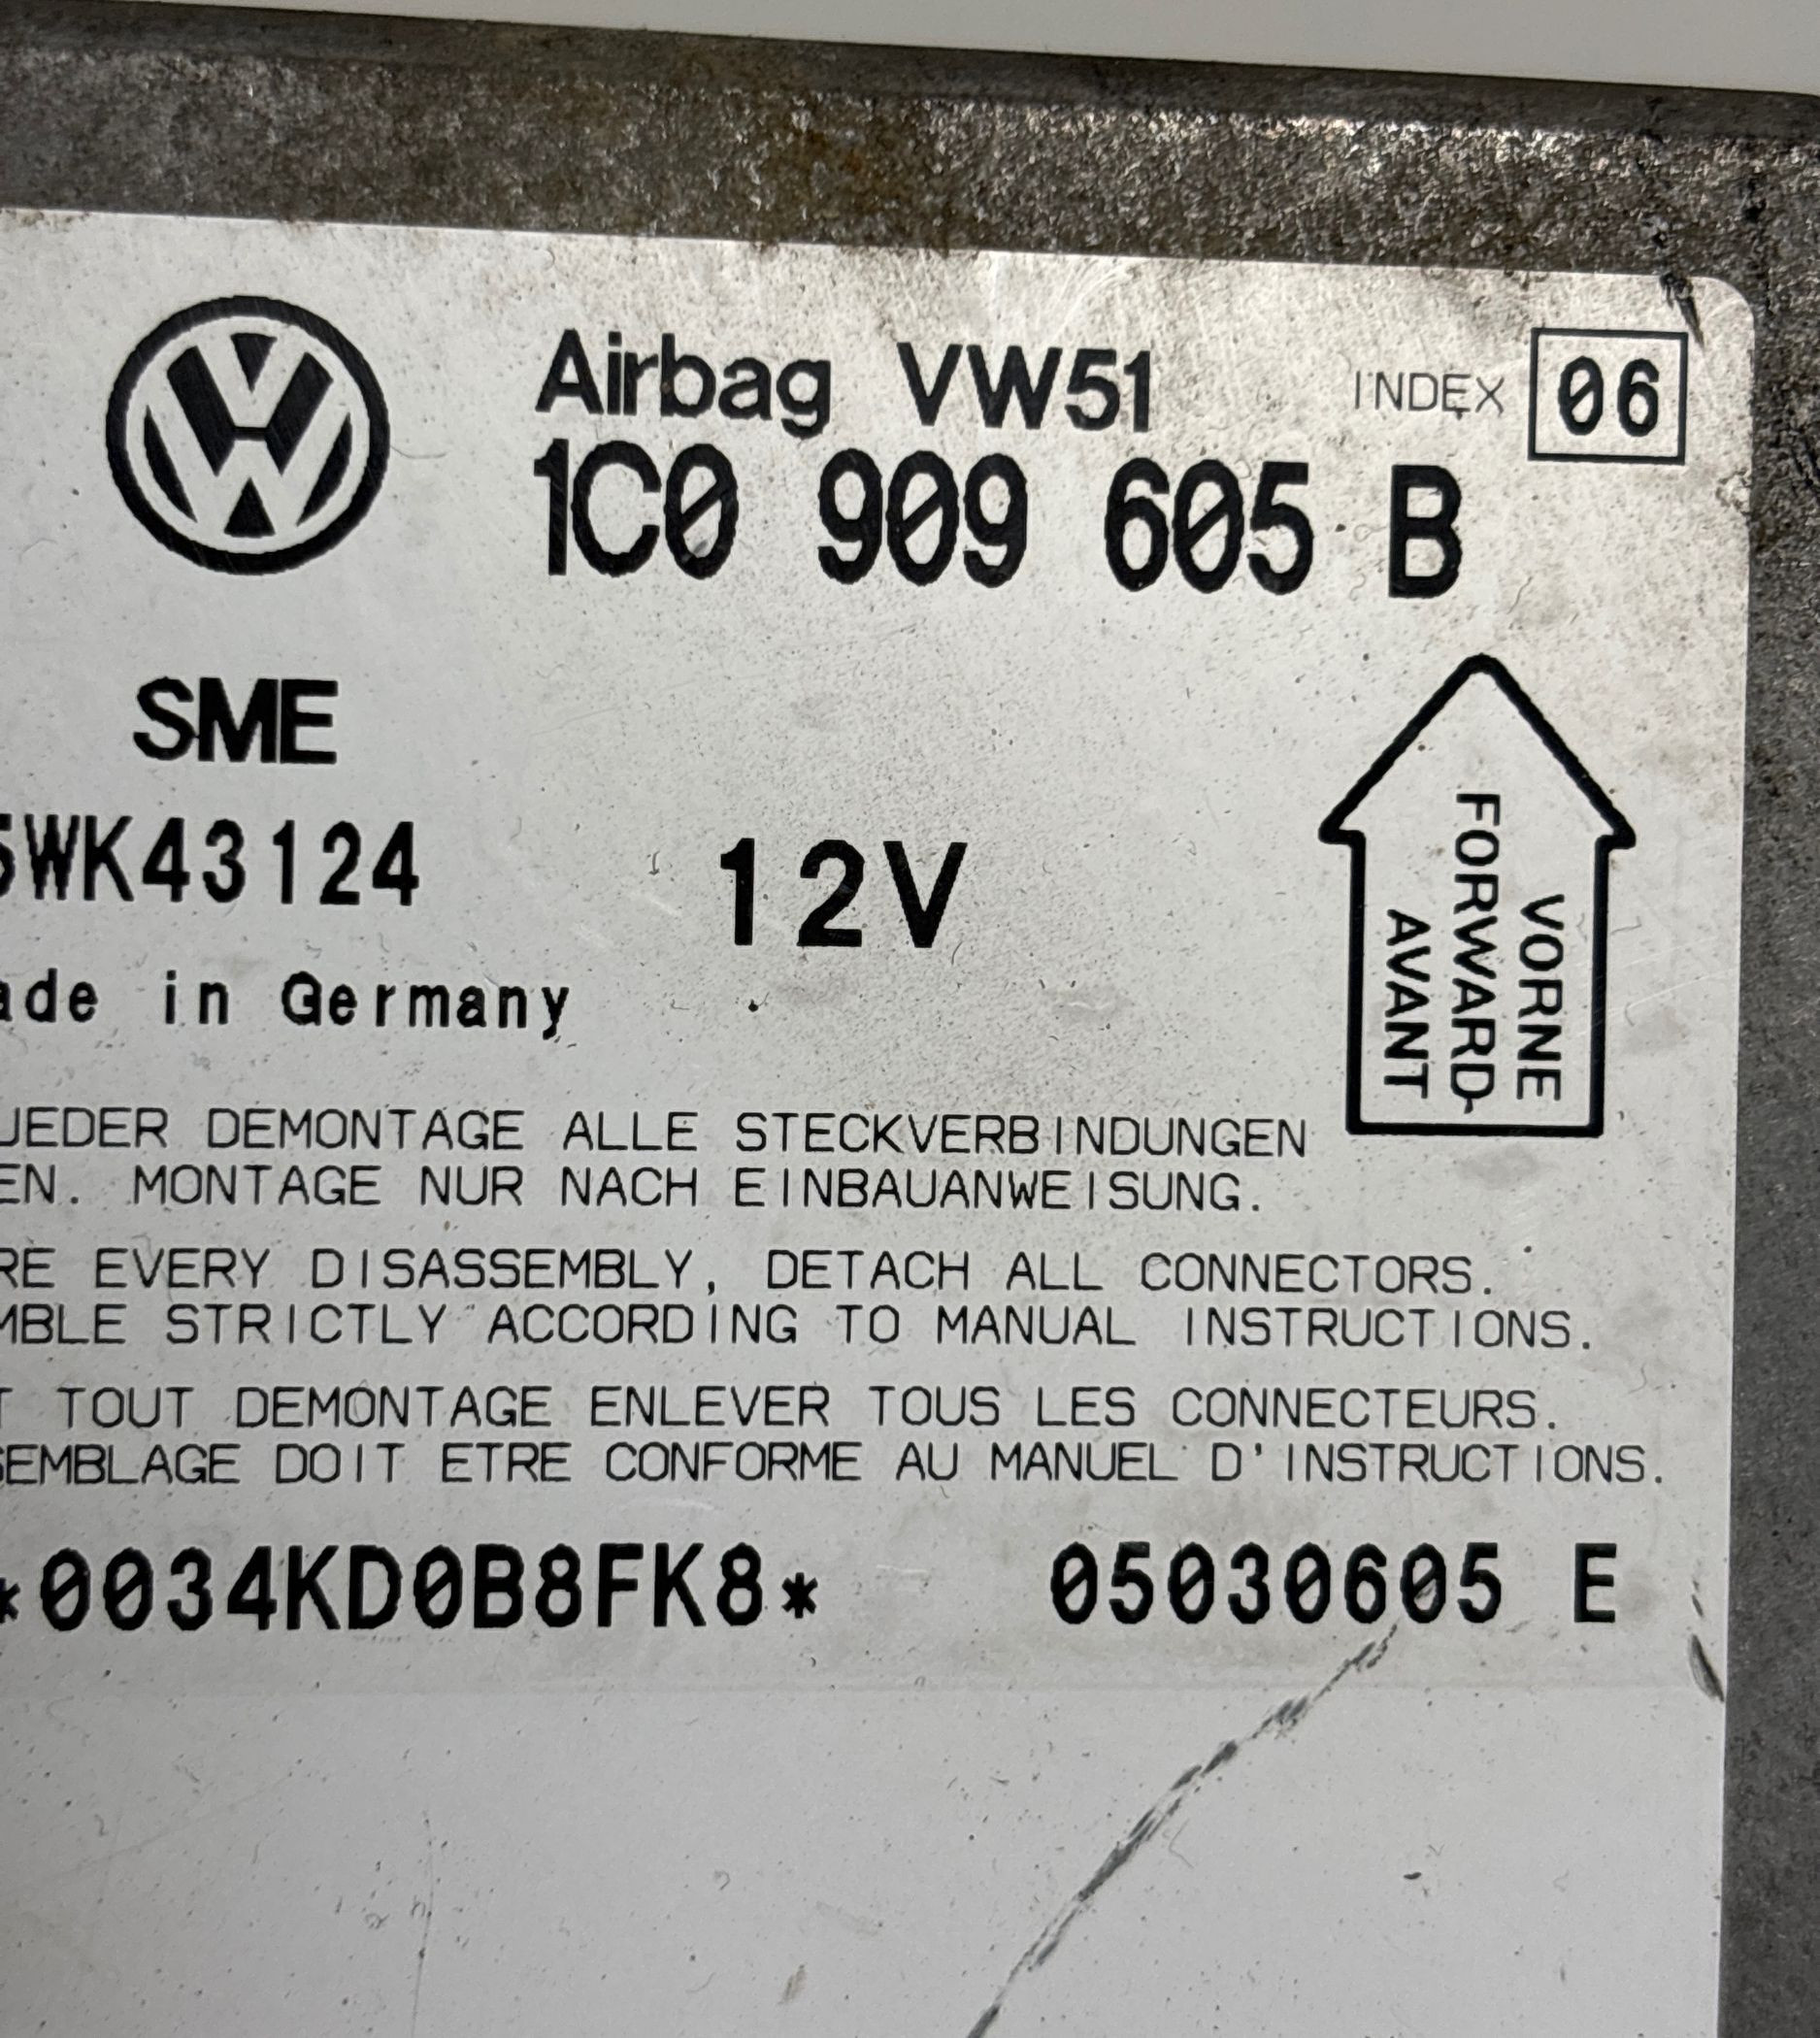 Airbag VW51 INDEX 06
1C0 909 605 B
SME
5WK43124 12V
ade in Germany
VORNE
FORWARD
AVANT
JEDER DEMONTAGE ALLE STECKVERBINDUNGEN
EN. MONTAGE NUR NACH EINBAUANWEISUNG.
RE EVERY DISASSEMBLY, DETACH ALL CONNECTORS.
MBLE STRICTLY ACCORDING TO MANUAL INSTRUCTIONS.
T TOUT DEMONTAGE ENLEVER TOUS LES CONNECTEURS.
SEMBLAGE DOIT ETRE CONFORME AU MANUEL D'INSTRUCTIONS.
*0034KD0B8FK8* 05030605 E